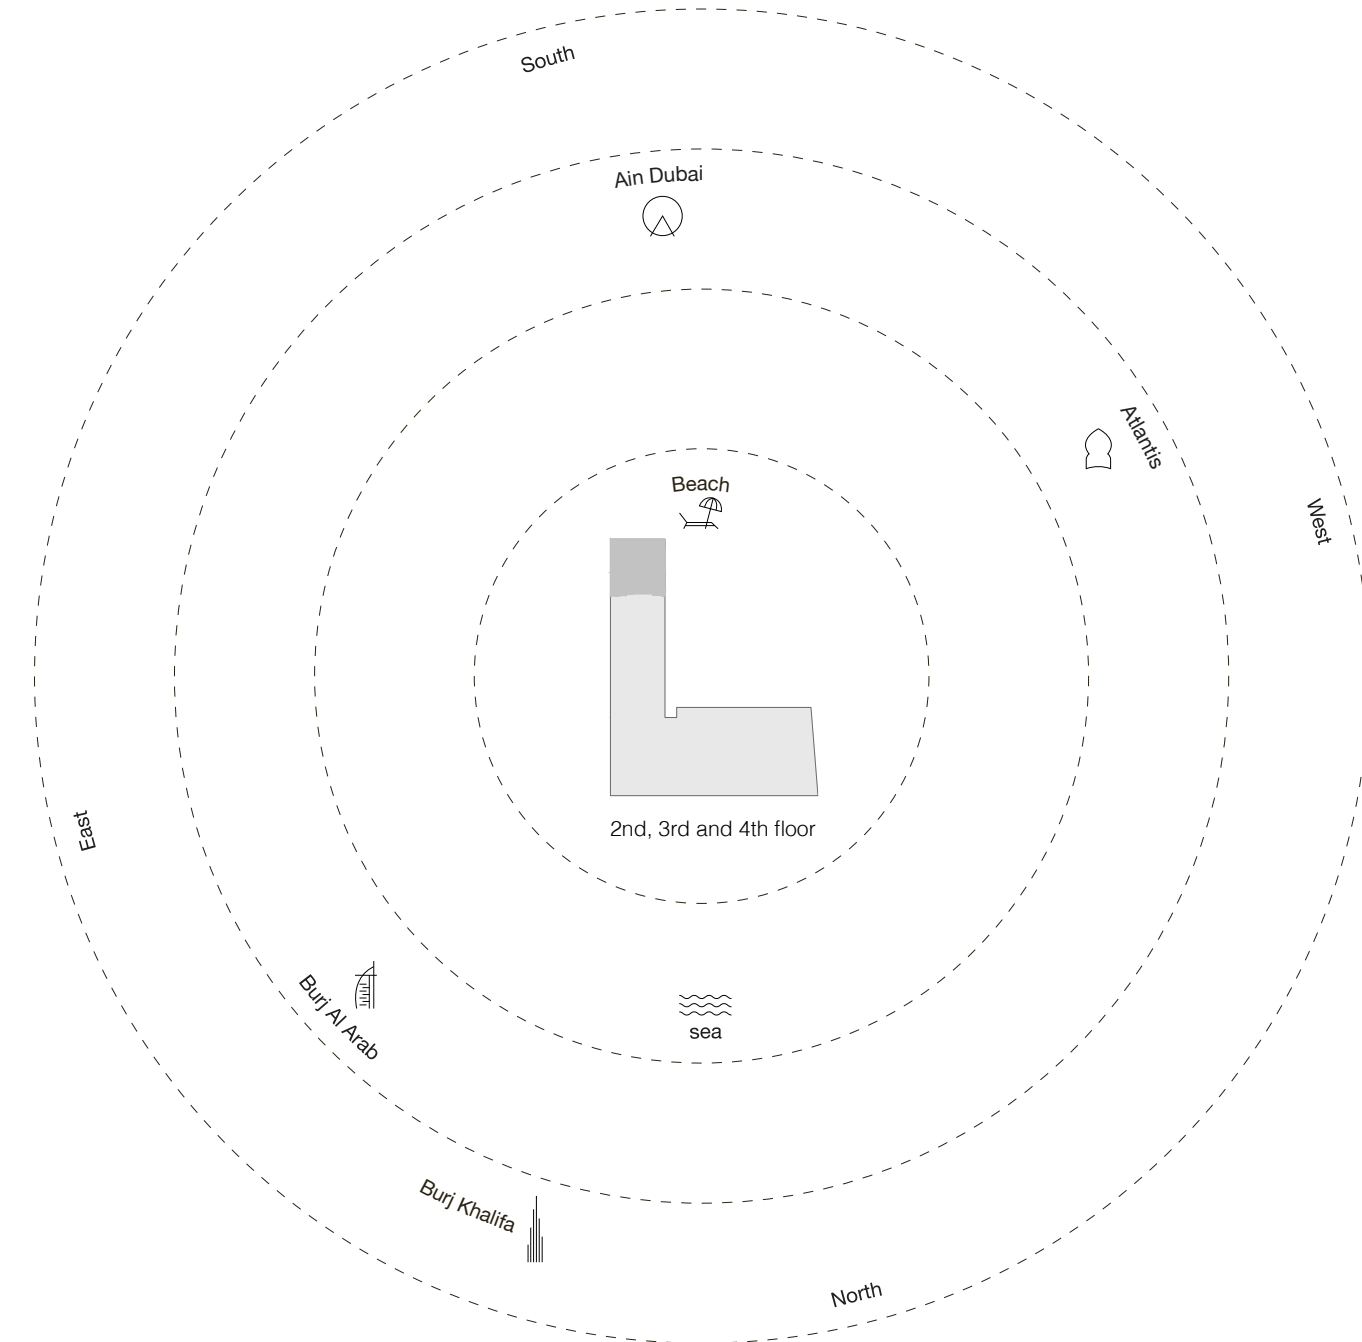 South
Ain Dubai
Atlantis
Beach
West
East
2nd, 3rd and 4th floor
Burj Al Arab
sea
Burj Khalifa
North